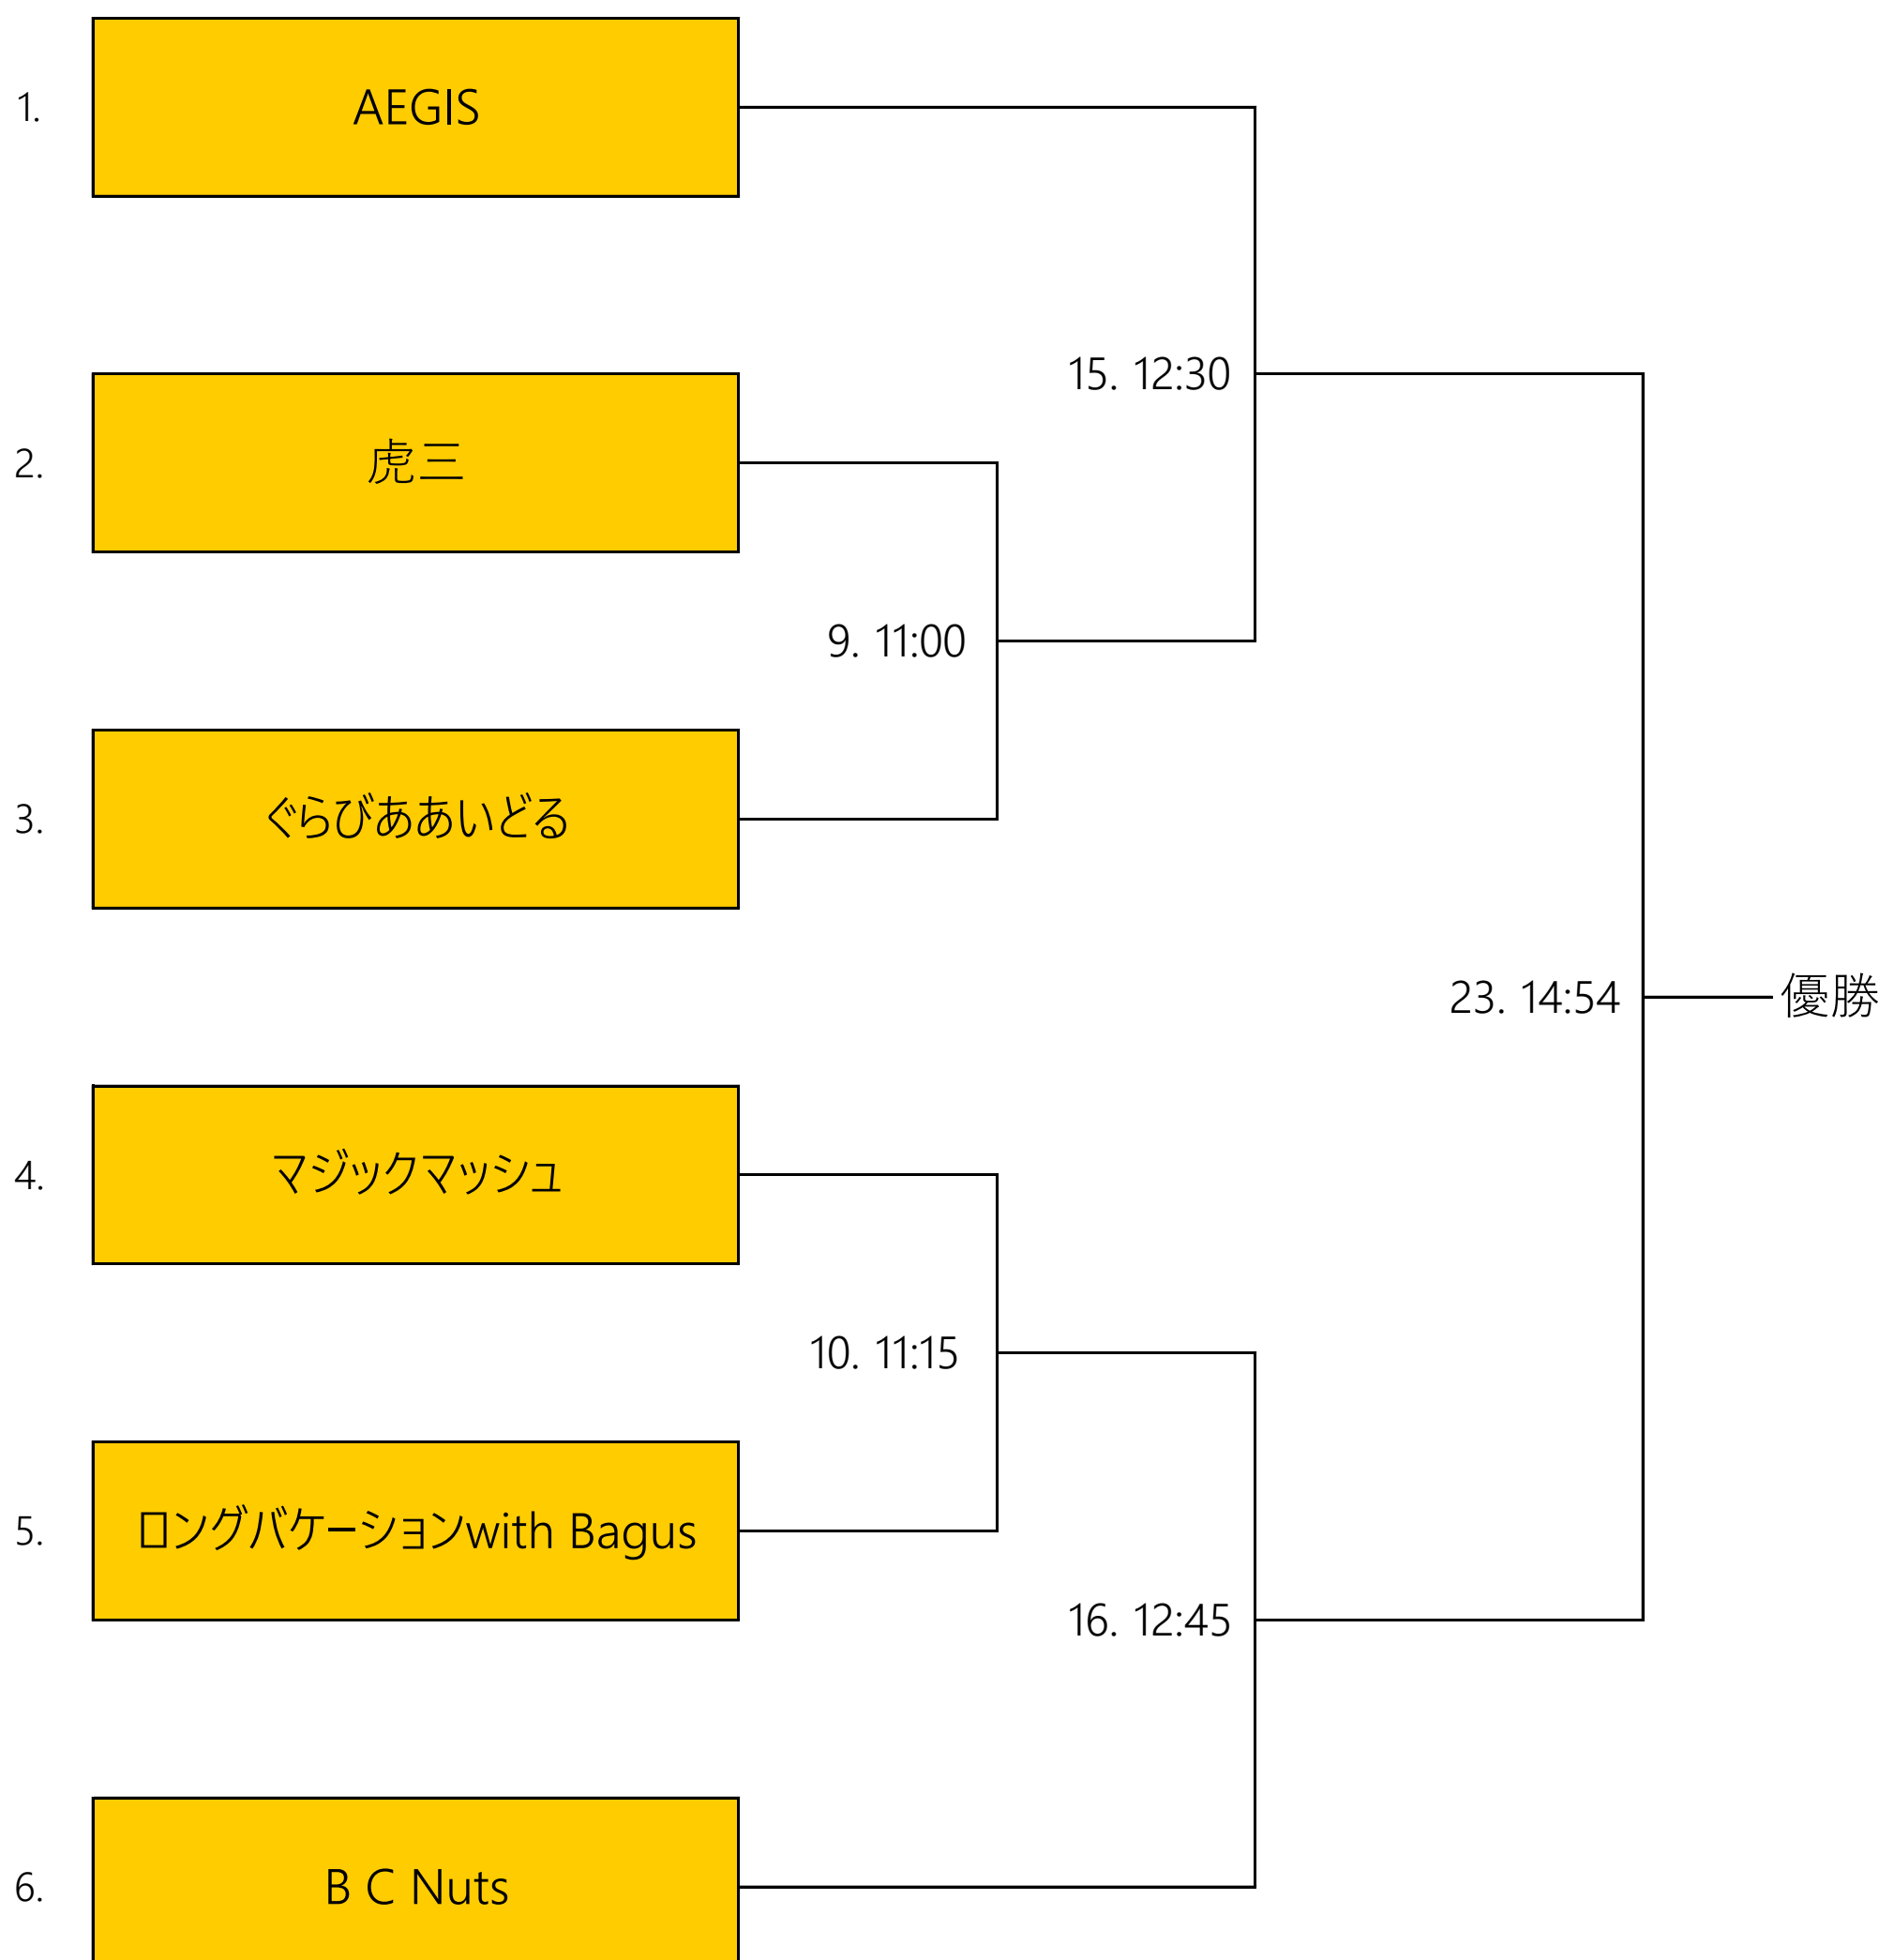 1.
AEGIS
15. 12:30
2.
虎三
9. 11:00
3.
ぐらびああいどる
23. 14:54
優勝
4.
マジックマッシュ
10. 11:15
5.
ロングバケーションwith Bagus
16. 12:45
6.
B C Nuts